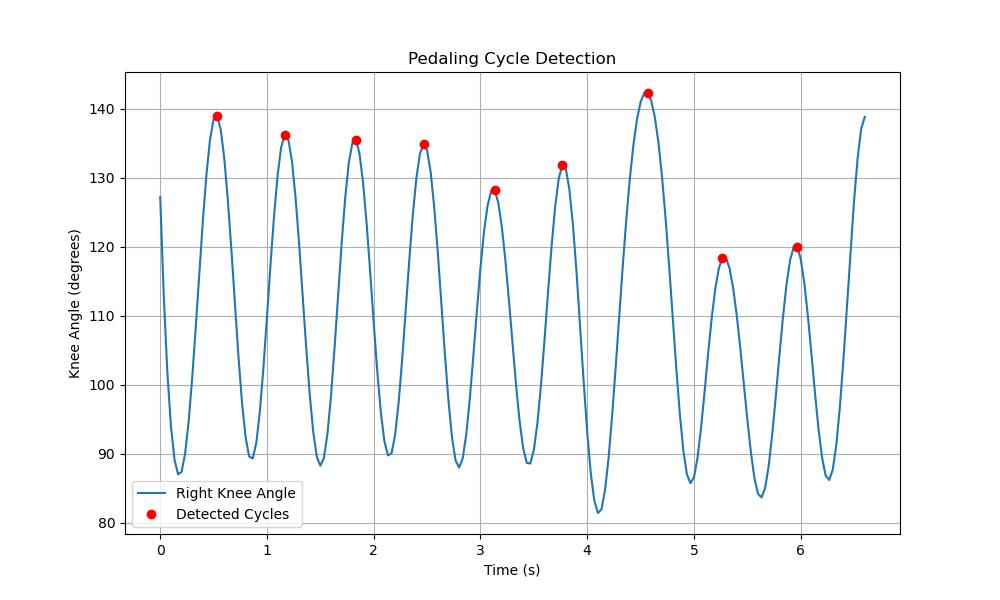 Pedaling Cycle Detection
Knee Angle (degrees)
140
130
120
110
100
90
80
Right Knee Angle
Detected Cycles
0 1 2 3 4 5 6
Time (s)